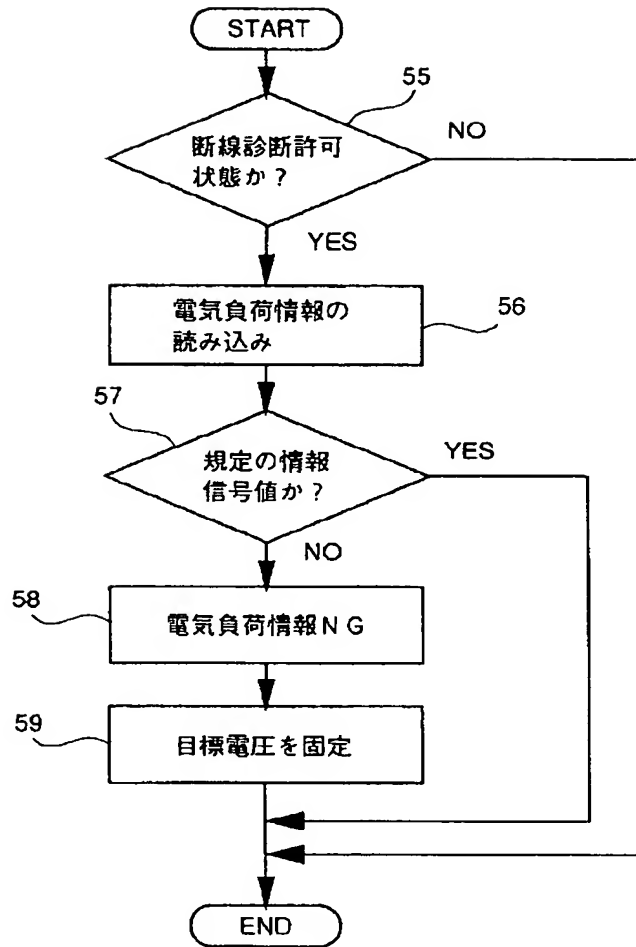 START
55
断線診断許可
状態か？
NO
YES
電気負荷情報の
読み込み
56
57
規定の情報
信号値か？
YES
NO
58
電気負荷情報ＮＧ
59
目標電圧を固定
END